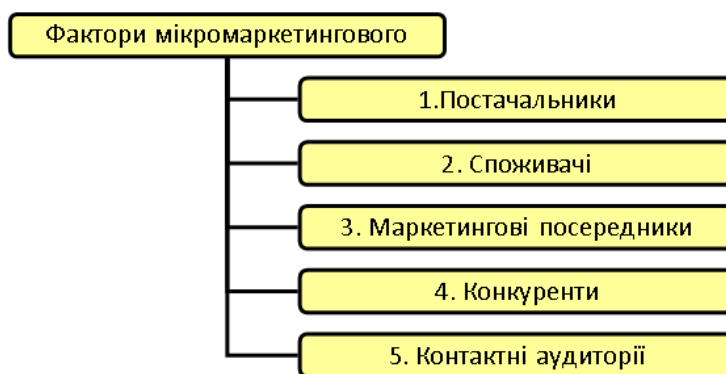 Фактори мікромаркетингового
1.Постачальники
2. Споживачі
3. Маркетингові посередники
4. Конкуренти
5. Контактні аудиторії